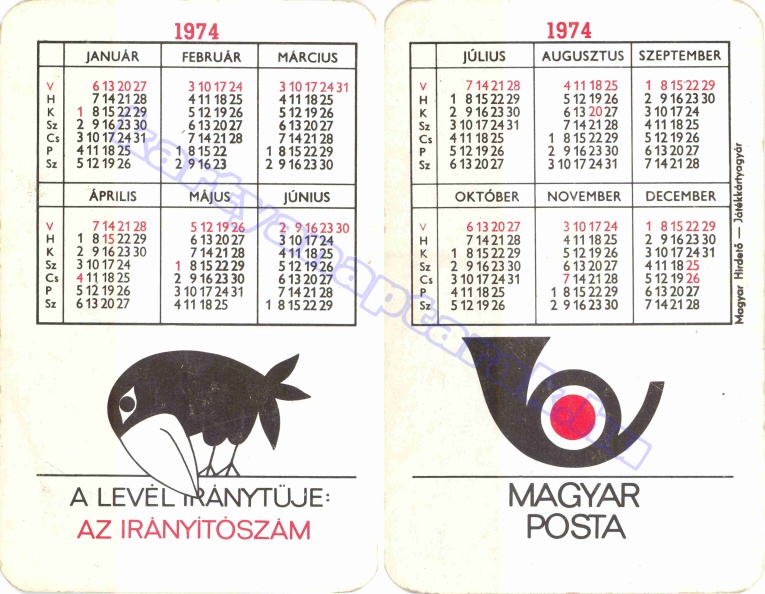 1974
JANUÁR FEBRUÁR MÁRCIUS
V 6 13 20 27 3 10 17 24 3 10 17 24 31
H 7 14 21 28 4 11 18 25 4 11 18 25
K 1 8 15 22 29 5 12 19 26 5 12 19 26
Sz 2 9 16 23 30 6 13 20 27 6 13 20 27
Cs 3 10 17 24 31 7 14 21 28 7 14 21 28
P 4 11 18 25 1 8 15 22 1 8 15 22 29
Sz 5 12 19 26 2 9 16 23 2 9 16 23 30
ÁPRILIS MÁJUS JÚNIUS
V 7 14 21 28 5 12 19 26 2 9 16 23 30
H 1 8 15 22 29 6 13 20 27 3 10 17 24
K 2 9 16 23 30 7 14 21 28 4 11 18 25
Sz 3 10 17 24 1 8 15 22 29 5 12 19 26
Cs 4 11 18 25 2 9 16 23 30 6 13 20 27
P 5 12 19 26 3 10 17 24 31 7 14 21 28
Sz 6 13 20 27 4 11 18 25 1 8 15 22 29
A LEVÉL IRÁNYTŰJE:
AZ IRÁNYÍTÓSZÁM
1974
JÚLIUS AUGUSZTUS SZEPTEMBER
V 7 14 21 28 4 11 18 25 1 8 15 22 29
H 1 8 15 22 29 5 12 19 26 2 9 16 23 30
K 2 9 16 23 30 6 13 20 27 3 10 17 24
Sz 3 10 17 24 31 7 14 21 28 4 11 18 25
Cs 4 11 18 25 1 8 15 22 29 5 12 19 26
P 5 12 19 26 2 9 16 23 30 6 13 20 27
Sz 6 13 20 27 3 10 17 24 31 7 14 21 28
OKTÓBER NOVEMBER DECEMBER
V 6 13 20 27 3 10 17 24 1 8 15 22 29
H 7 14 21 28 4 11 18 25 2 9 16 23 30
K 1 8 15 22 29 5 12 19 26 3 10 17 24 31
Sz 2 9 16 23 30 6 13 20 27 4 11 18 25
Cs 3 10 17 24 31 7 14 21 28 5 12 19 26
P 4 11 18 25 1 8 15 22 29 6 13 20 27
Sz 5 12 19 26 2 9 16 23 30 7 14 21 28
Magyar Hirdető — Játékkártyagyár
MAGYAR
POSTA
kartyanaptarak.hu